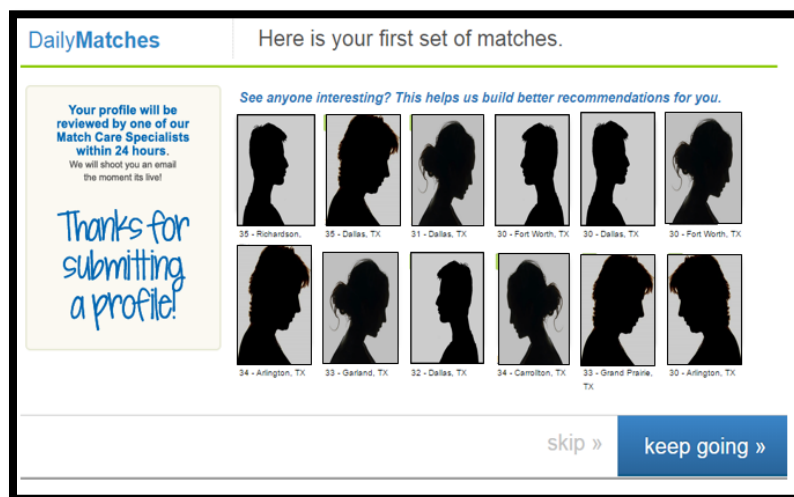 DailyMatches
Here is your first set of matches.
Your profile will be
reviewed by one of our
Match Care Specialists
within 24 hours.
We will shoot you an email
the moment its live!
Thanks for
submitting
a profile!
See anyone interesting? This helps us build better recommendations for you.
35 - Richardson,
35 - Dallas, TX
31 - Dallas, TX
30 - Fort Worth, TX
30 - Dallas, TX
30 - Fort Worth, TX
34 - Arlington, TX
33 - Garland, TX
32 - Dallas, TX
34 - Carrollton, TX
33 - Grand Prairie,
TX
30 - Arlington, TX
skip »
keep going »